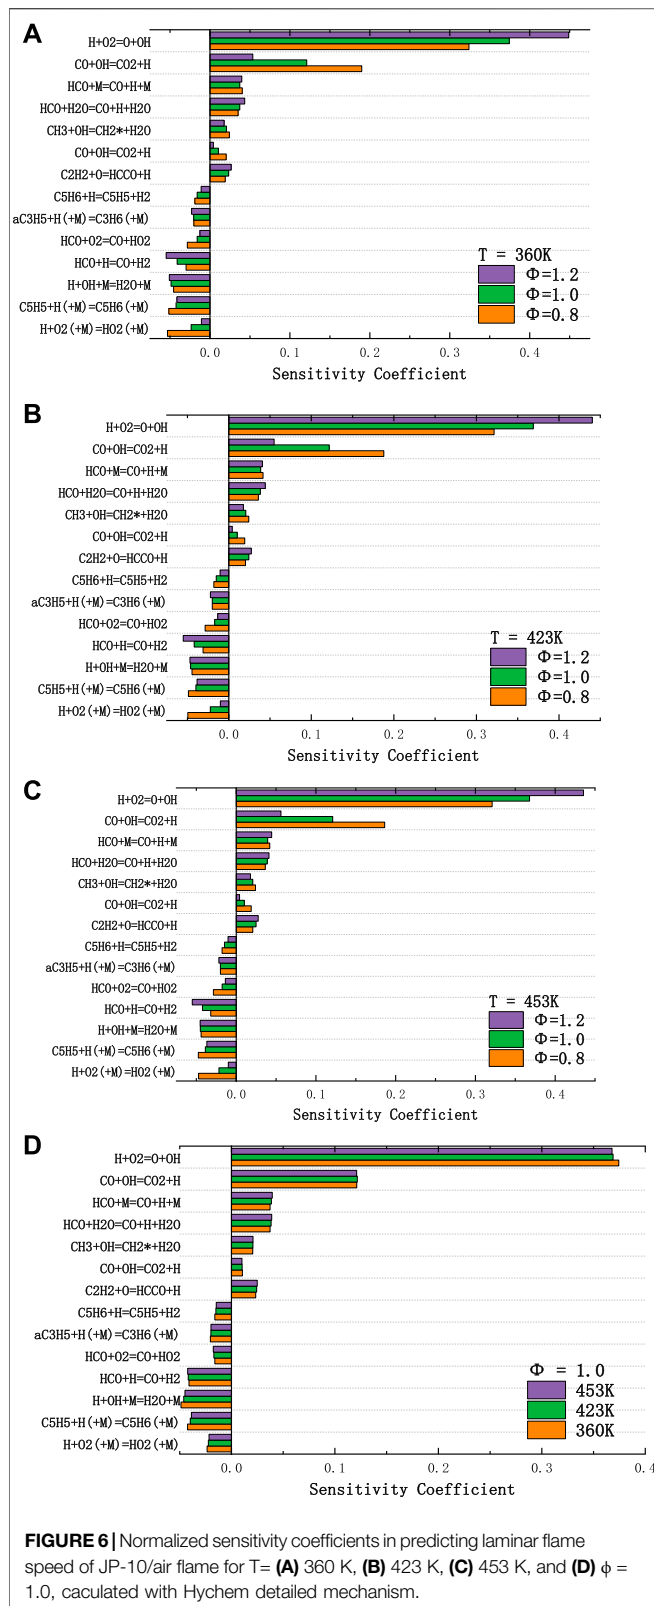 A
H+O2=O+OH
CO+OH=CO2+H
HCO+M=CO+H+M
HCO+H2O=CO+H+H2O
CH3+OH=CH2*+H2O
CO+OH=CO2+H
C2H2+O=HCCO+H
C5H6+H=C5H5+H2
aC3H5+H(+M)=C3H6(+M)
HCO+O2=CO+HO2
HCO+H=CO+H2
H+OH+M=H2O+M
C5H5+H(+M)=C5H6(+M)
H+O2(+M)=HO2(+M)
T = 360K
Φ=1.2
Φ=1.0
Φ=0.8
0.0 0.1 0.2 0.3 0.4
Sensitivity Coefficient
B
H+O2=O+OH
CO+OH=CO2+H
HCO+M=CO+H+M
HCO+H2O=CO+H+H2O
CH3+OH=CH2*+H2O
CO+OH=CO2+H
C2H2+O=HCCO+H
C5H6+H=C5H5+H2
aC3H5+H(+M)=C3H6(+M)
HCO+O2=CO+HO2
HCO+H=CO+H2
H+OH+M=H2O+M
C5H5+H(+M)=C5H6(+M)
H+O2(+M)=HO2(+M)
T = 423K
Φ=1.2
Φ=1.0
Φ=0.8
0.0 0.1 0.2 0.3 0.4
Sensitivity Coefficient
C
H+O2=O+OH
CO+OH=CO2+H
HCO+M=CO+H+M
HCO+H2O=CO+H+H2O
CH3+OH=CH2*+H2O
CO+OH=CO2+H
C2H2+O=HCCO+H
C5H6+H=C5H5+H2
aC3H5+H(+M)=C3H6(+M)
HCO+O2=CO+HO2
HCO+H=CO+H2
H+OH+M=H2O+M
C5H5+H(+M)=C5H6(+M)
H+O2(+M)=HO2(+M)
T = 453K
Φ=1.2
Φ=1.0
Φ=0.8
0.0 0.1 0.2 0.3 0.4
Sensitivity Coefficient
D
H+O2=O+OH
CO+OH=CO2+H
HCO+M=CO+H+M
HCO+H2O=CO+H+H2O
CH3+OH=CH2*+H2O
CO+OH=CO2+H
C2H2+O=HCCO+H
C5H6+H=C5H5+H2
aC3H5+H(+M)=C3H6(+M)
HCO+O2=CO+HO2
HCO+H=CO+H2
H+OH+M=H2O+M
C5H5+H(+M)=C5H6(+M)
H+O2(+M)=HO2(+M)
Φ = 1.0
453K
423K
360K
0.0 0.1 0.2 0.3 0.4
Sensitivity Coefficient
FIGURE 6 | Normalized sensitivity coefficients in predicting laminar flame
speed of JP-10/air flame for T= (A) 360 K, (B) 423 K, (C) 453 K, and (D) ϕ =
1.0, caculated with Hychem detailed mechanism.